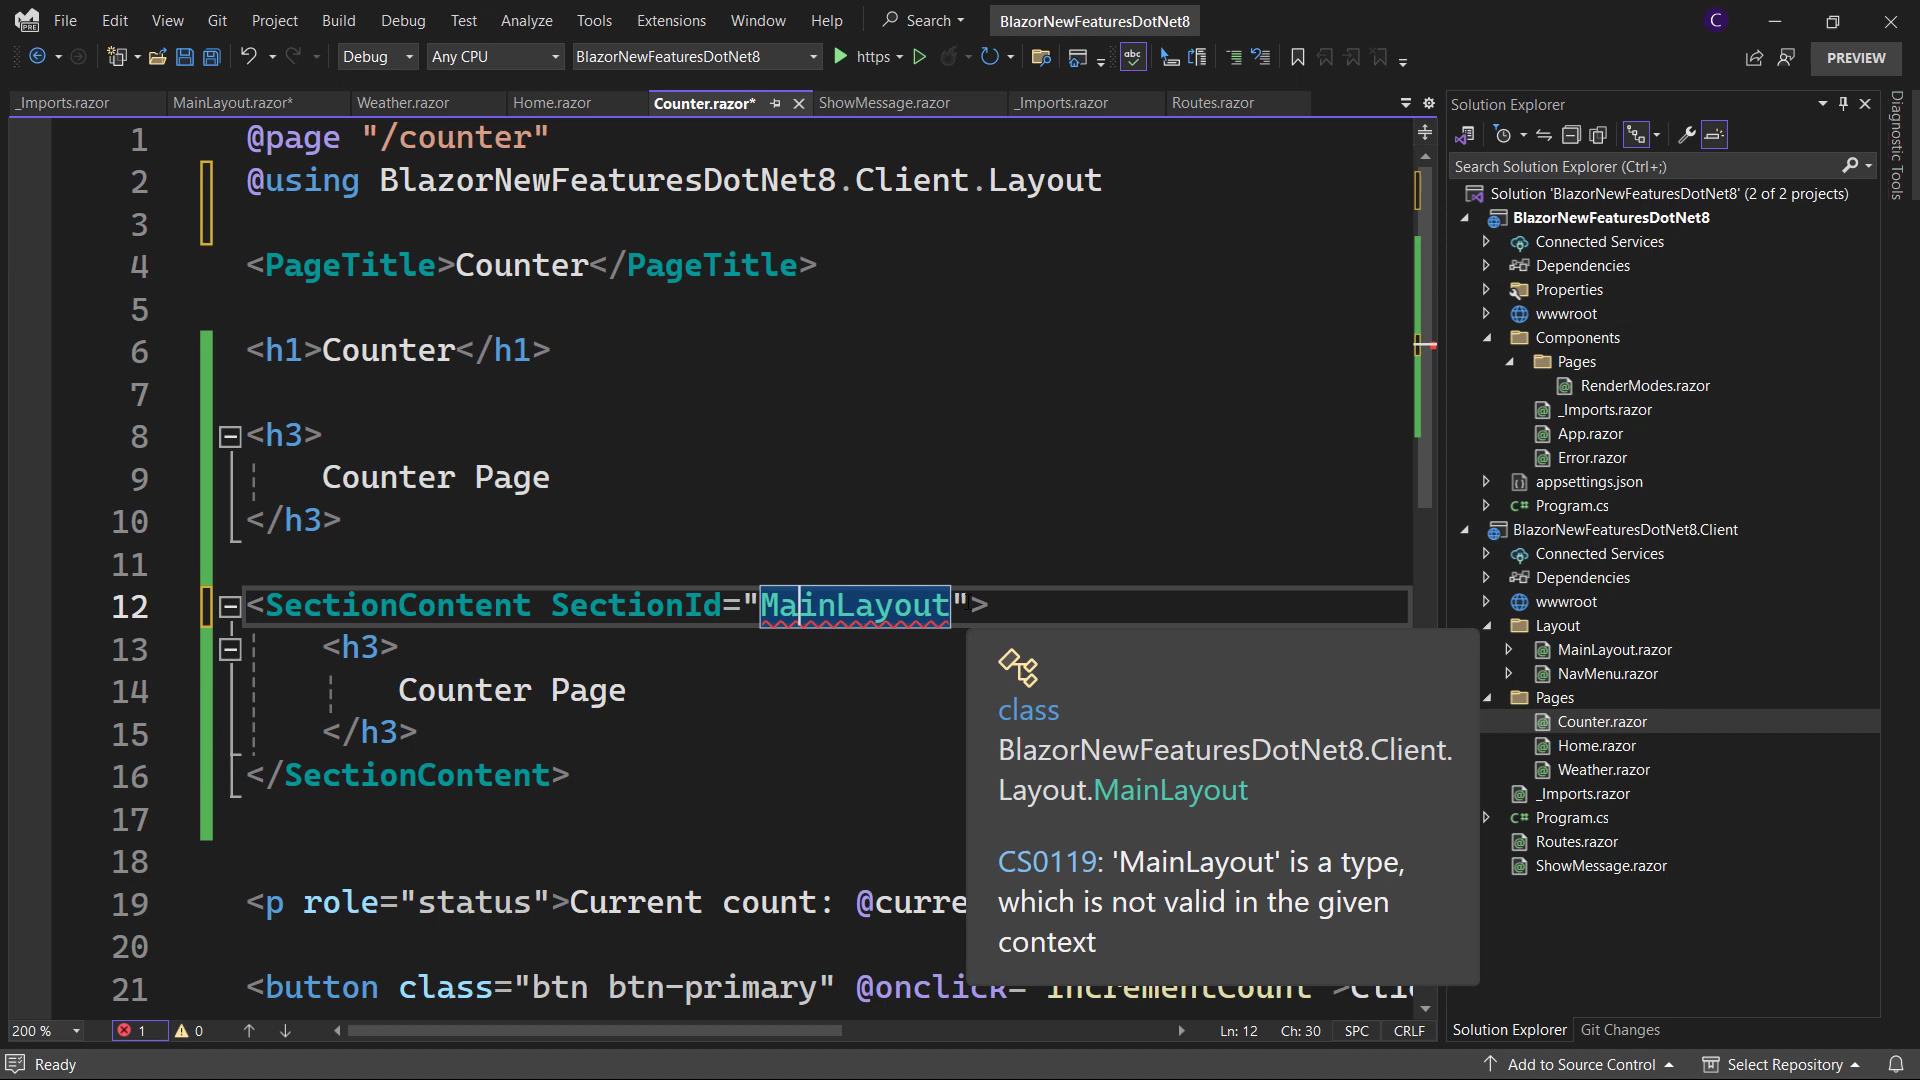 File Edit View Git Project Build Debug Test Analyze Tools Extensions Window Help Search BlazorNewFeaturesDotNet8 C
Debug Any CPU BlazorNewFeaturesDotNet8 https abc PREVIEW
_Imports.razor MainLayout.razor* Weather.razor Home.razor Counter.razor* ShowMessage.razor _Imports.razor Routes.razor
1 @page "/counter"
2 @using BlazorNewFeaturesDotNet8.Client.Layout
3
4 <PageTitle>Counter</PageTitle>
5
6 <h1>Counter</h1>
7
8 <h3>
9 Counter Page
10 </h3>
11
12 <SectionContent SectionId="MainLayout">
13 <h3>
14 Counter Page
15 </h3>
16 </SectionContent>
17
18
19 <p role="status">Current count: @curre
20
21 <button class="btn btn-primary" @onclick="IncrementCount">Clic
class
BlazorNewFeaturesDotNet8.Client.
Layout.MainLayout
CS0119: 'MainLayout' is a type,
which is not valid in the given
context
200 % 1 0 Ln: 12 Ch: 30 SPC CRLF
Solution Explorer
Search Solution Explorer (Ctrl+;)
Solution 'BlazorNewFeaturesDotNet8' (2 of 2 projects)
BlazorNewFeaturesDotNet8
Connected Services
Dependencies
Properties
wwwroot
Components
Pages
RenderModes.razor
_Imports.razor
App.razor
Error.razor
appsettings.json
C# Program.cs
BlazorNewFeaturesDotNet8.Client
Connected Services
Dependencies
wwwroot
Layout
MainLayout.razor
NavMenu.razor
Pages
Counter.razor
Home.razor
Weather.razor
_Imports.razor
C# Program.cs
Routes.razor
ShowMessage.razor
Solution Explorer Git Changes
Diagnostic Tools
Ready Add to Source Control Select Repository